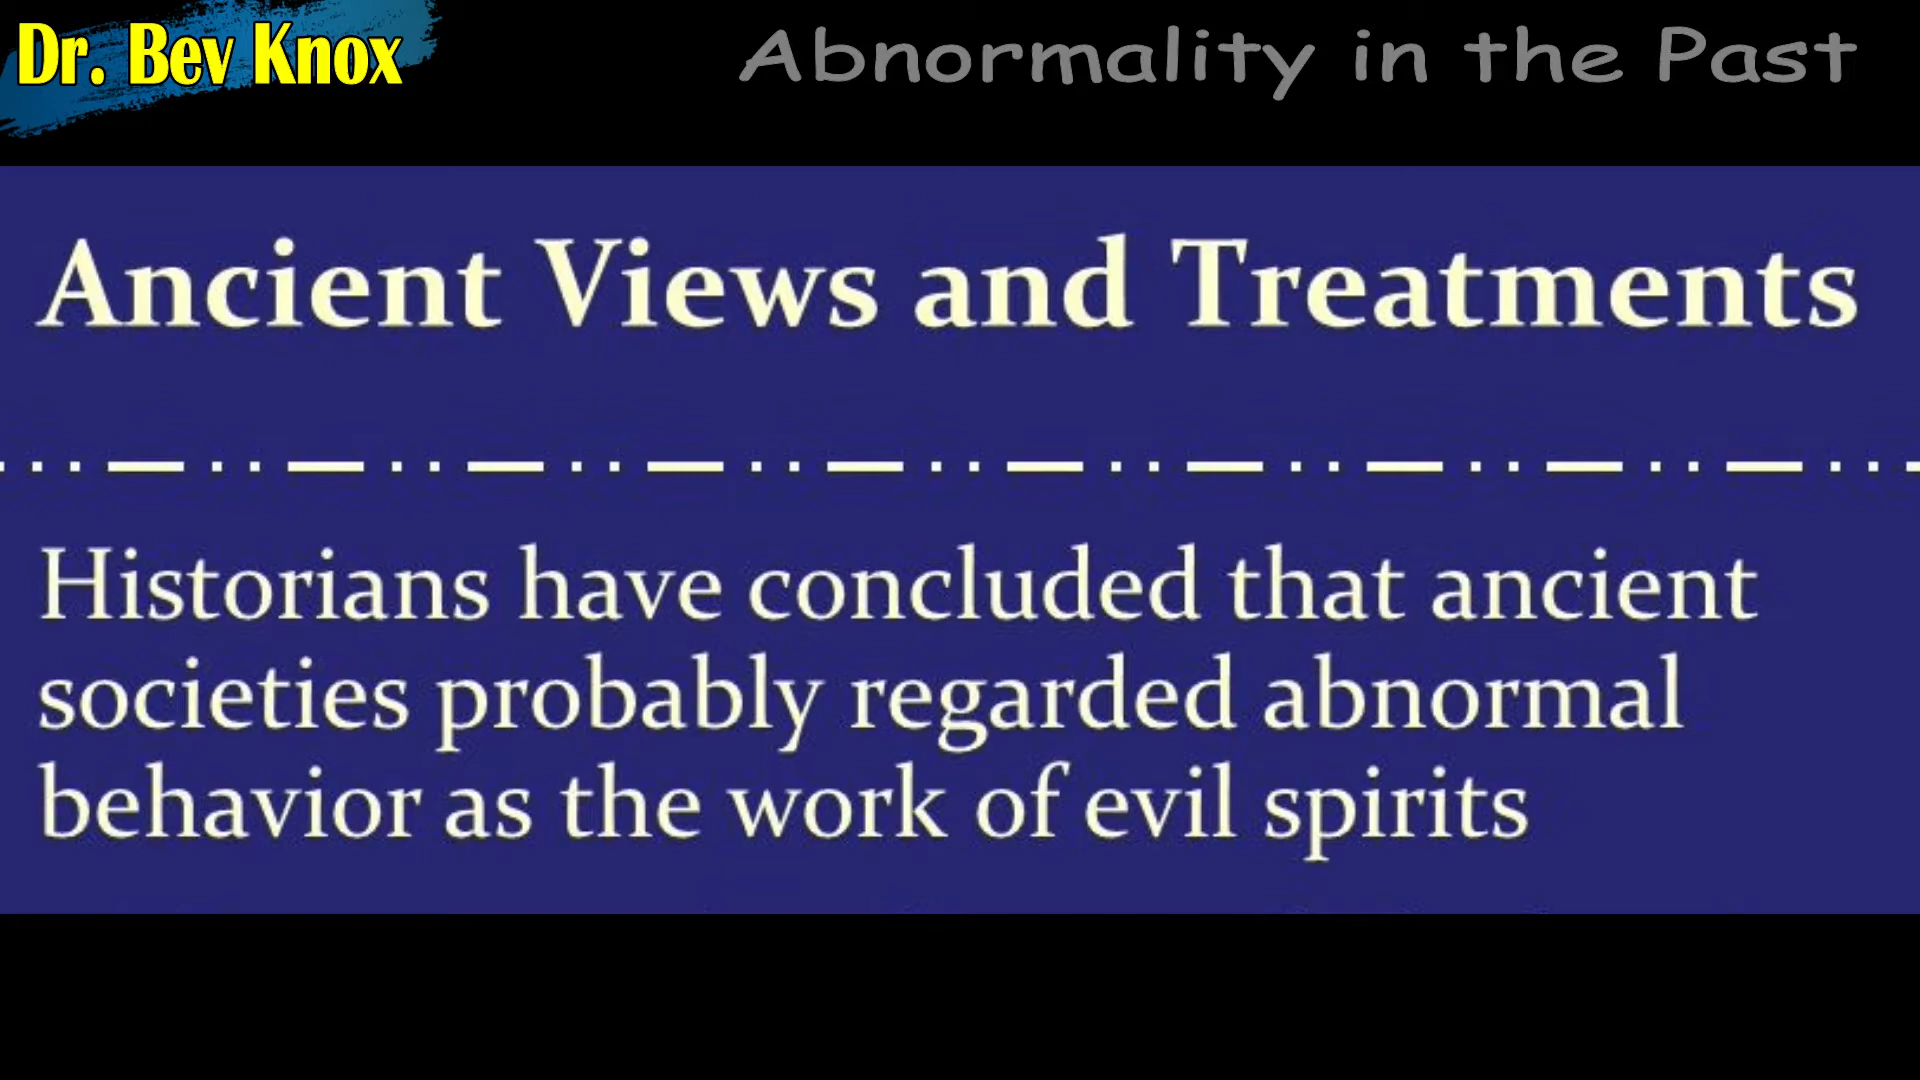 Dr. Bev Knox
Abnormality in the Past
Ancient Views and Treatments
Historians have concluded that ancient
societies probably regarded abnormal
behavior as the work of evil spirits